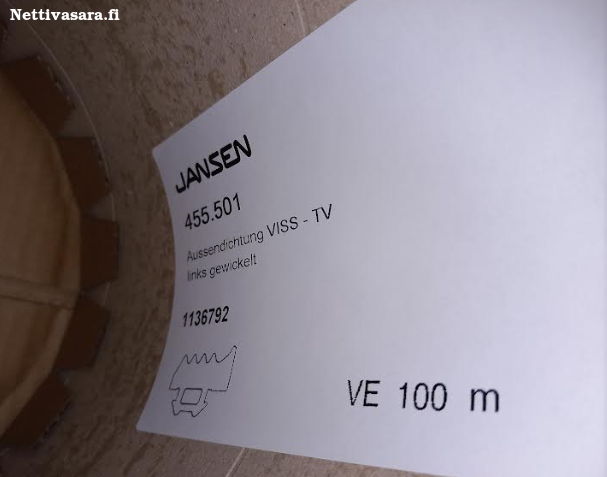 Nettivasara.fi
JANSEN
455.501
Aussendichtung VISS - TV
links gewickelt
1136792
VE 100 m